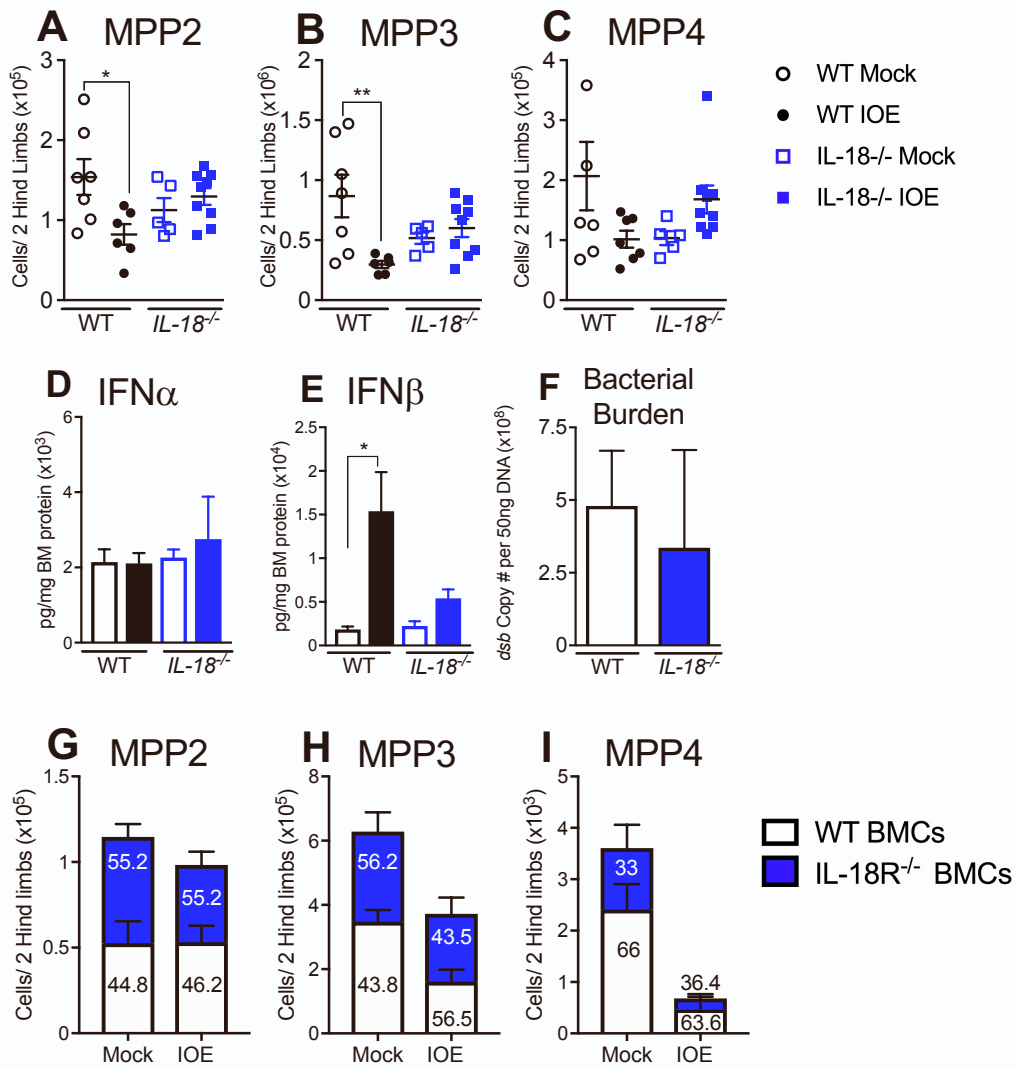 A MPP2
Cells/ 2 Hind Limbs (x10⁵)
3
2
1
0
*
WT IL-18⁻/⁻
B MPP3
Cells/ 2 Hind Limbs (x10⁶)
2
1.5
1
0.5
0
**
WT IL-18⁻/⁻
C MPP4
Cells/ 2 Hind Limbs (x10⁵)
4
3
2
1
0
WT IL-18⁻/⁻
WT Mock
WT IOE
IL-18-/- Mock
IL-18-/- IOE
D IFNα
pg/mg BM protein (x10³)
6
4
2
0
WT IL-18⁻/⁻
E IFNβ
pg/mg BM protein (x10⁴)
2.5
2
1.5
1
0.5
0
*
WT IL-18⁻/⁻
F Bacterial
Burden
dsb Copy # per 50ng DNA (x10⁸)
7.5
5
2.5
0
WT IL-18⁻/⁻
G MPP2
Cells/ 2 Hind limbs (x10⁵)
1.5
1
0.5
0
55.2
44.8
55.2
46.2
Mock IOE
H MPP3
Cells/ 2 Hind limbs (x10⁵)
8
6
4
2
0
56.2
43.8
43.5
56.5
Mock IOE
I MPP4
Cells/ 2 Hind limbs (x10³)
5
4
3
2
1
0
33
66
36.4
63.6
Mock IOE
WT BMCs
IL-18R⁻/⁻ BMCs